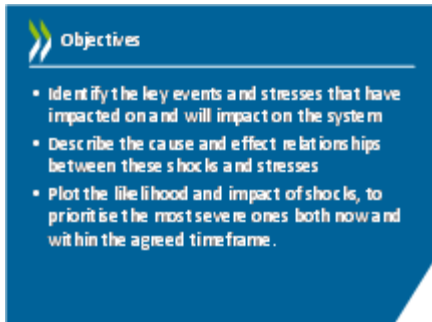 Objectives
• Identify the key events and stresses that have
impacted on and will impact on the system
• Describe the cause and effect relationships
between these shocks and stresses
• Plot the likelihood and impact of shocks, to
prioritise the most severe ones both now and
within the agreed timeframe.